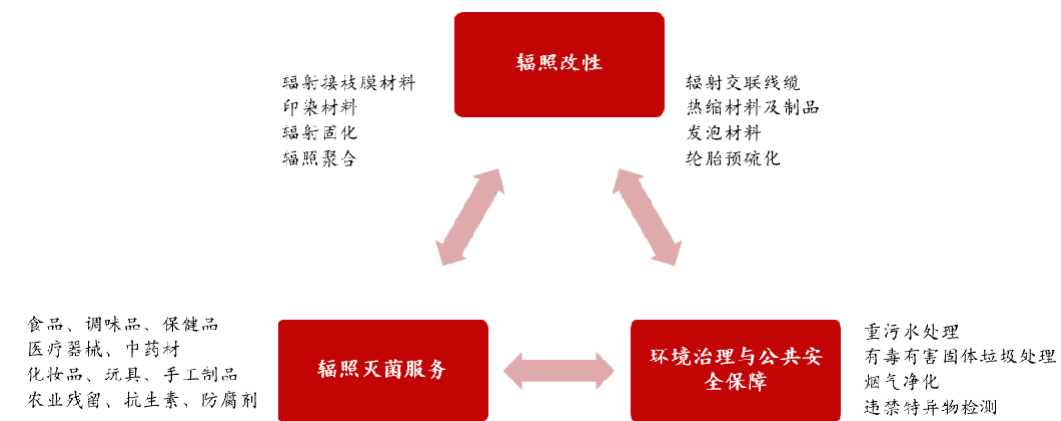 辐照改性
辐射接枝膜材料
印染材料
辐射固化
辐照聚合
辐射交联线缆
热缩材料及制品
发泡材料
轮胎预硫化
食品、调味品、保健品
医疗器械、中药材
化妆品、玩具、手工制品
农业残留、抗生素、防腐剂
辐照灭菌服务
环境治理与公共安
全保障
重污水处理
有毒有害固体垃圾处理
烟气净化
违禁特异物检测